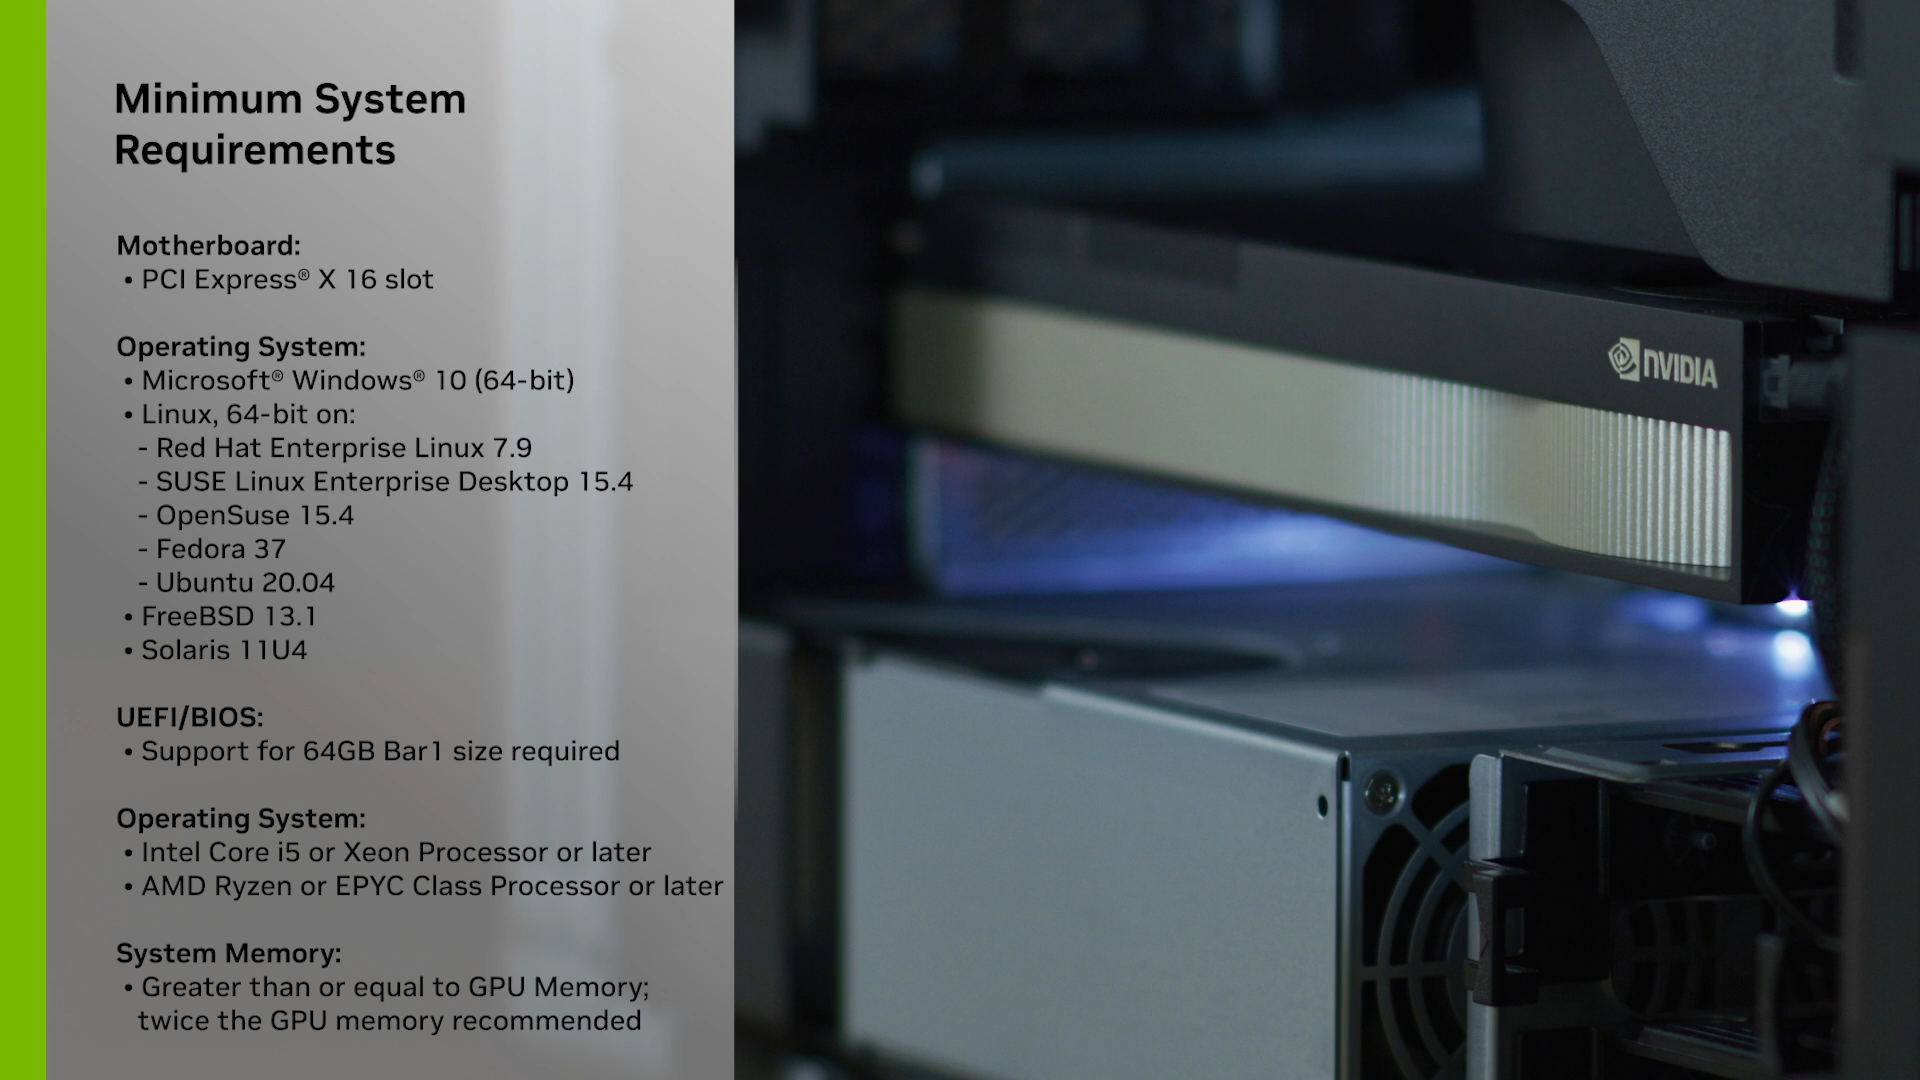 Minimum System
Requirements
Motherboard:
• PCI Express® X 16 slot
Operating System:
• Microsoft® Windows® 10 (64-bit)
• Linux, 64-bit on:
- Red Hat Enterprise Linux 7.9
- SUSE Linux Enterprise Desktop 15.4
- OpenSuse 15.4
- Fedora 37
- Ubuntu 20.04
• FreeBSD 13.1
• Solaris 11U4
UEFI/BIOS:
• Support for 64GB Bar1 size required
Operating System:
• Intel Core i5 or Xeon Processor or later
• AMD Ryzen or EPYC Class Processor or later
System Memory:
• Greater than or equal to GPU Memory;
twice the GPU memory recommended
NVIDIA